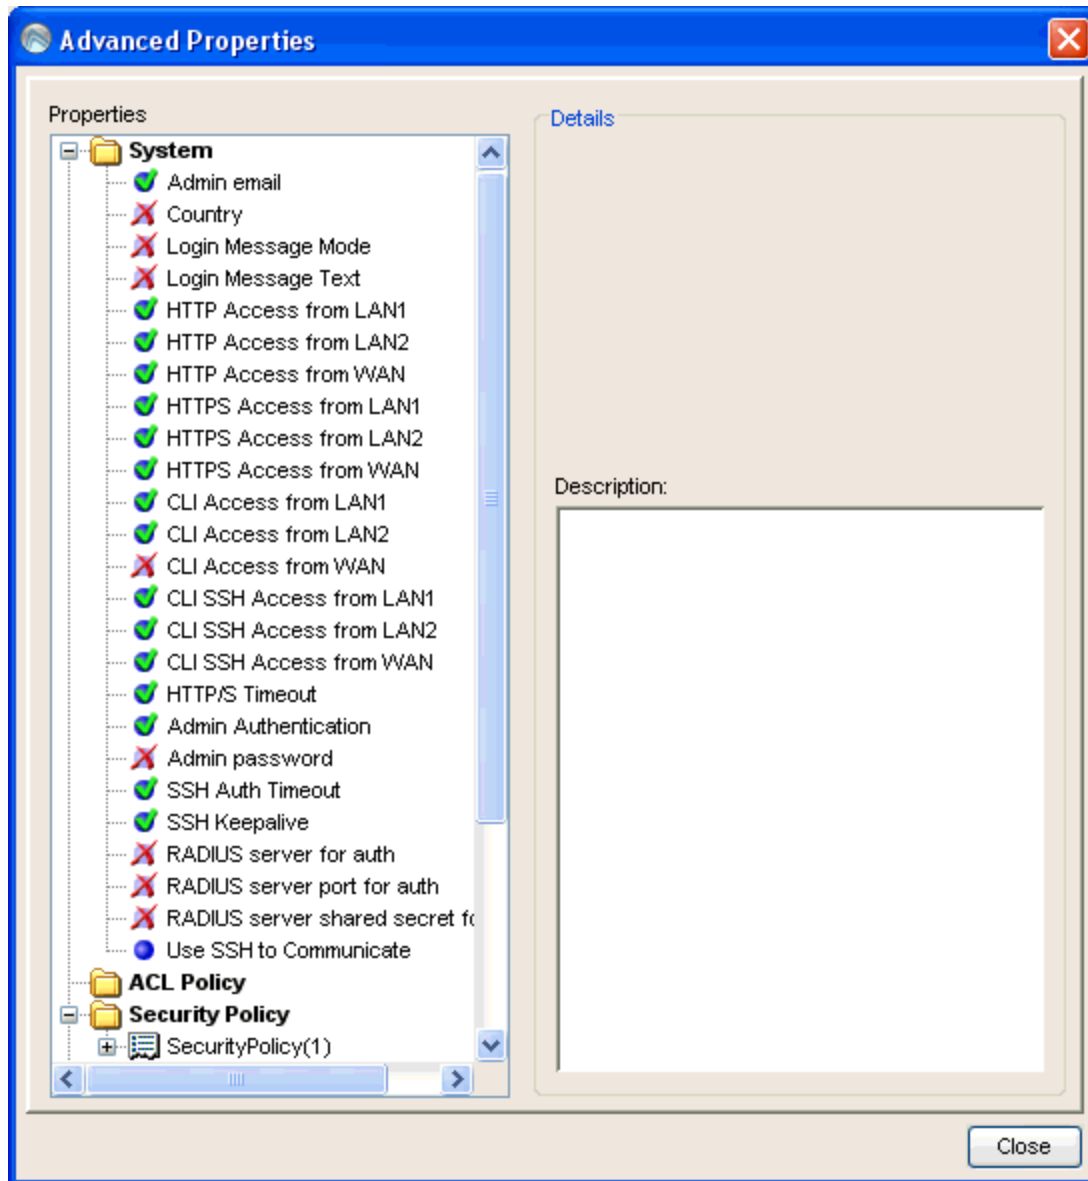 Advanced Properties
Properties
System
Admin email
Country
Login Message Mode
Login Message Text
HTTP Access from LAN1
HTTP Access from LAN2
HTTP Access from WAN
HTTPS Access from LAN1
HTTPS Access from LAN2
HTTPS Access from WAN
CLI Access from LAN1
CLI Access from LAN2
CLI Access from WAN
CLI SSH Access from LAN1
CLI SSH Access from LAN2
CLI SSH Access from WAN
HTTP/S Timeout
Admin Authentication
Admin password
SSH Auth Timeout
SSH Keepalive
RADIUS server for auth
RADIUS server port for auth
RADIUS server shared secret fo
Use SSH to Communicate
ACL Policy
Security Policy
SecurityPolicy(1)
Details
Description:
Close